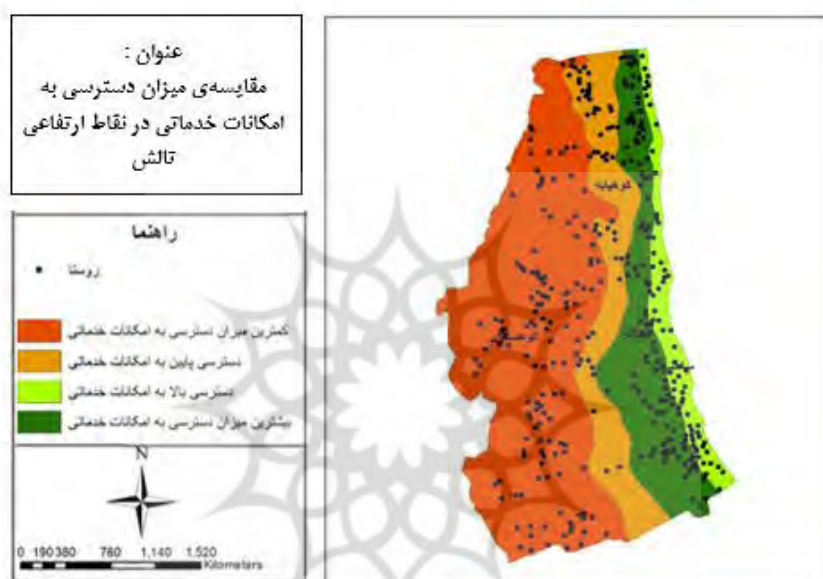 عنوان :
مقایسه‌ی میزان دسترسی به
امکانات خدماتی در نقاط ارتفاعی
تالش
راهنما
روستا
کمترین میزان دسترسی به امکانات خدماتی
دسترسی پایین به امکانات خدماتی
دسترسی بالا به امکانات خدماتی
بیشترین میزان دسترسی به امکانات خدماتی
N
0 190 380 760 1,140 1,520
Kilometers